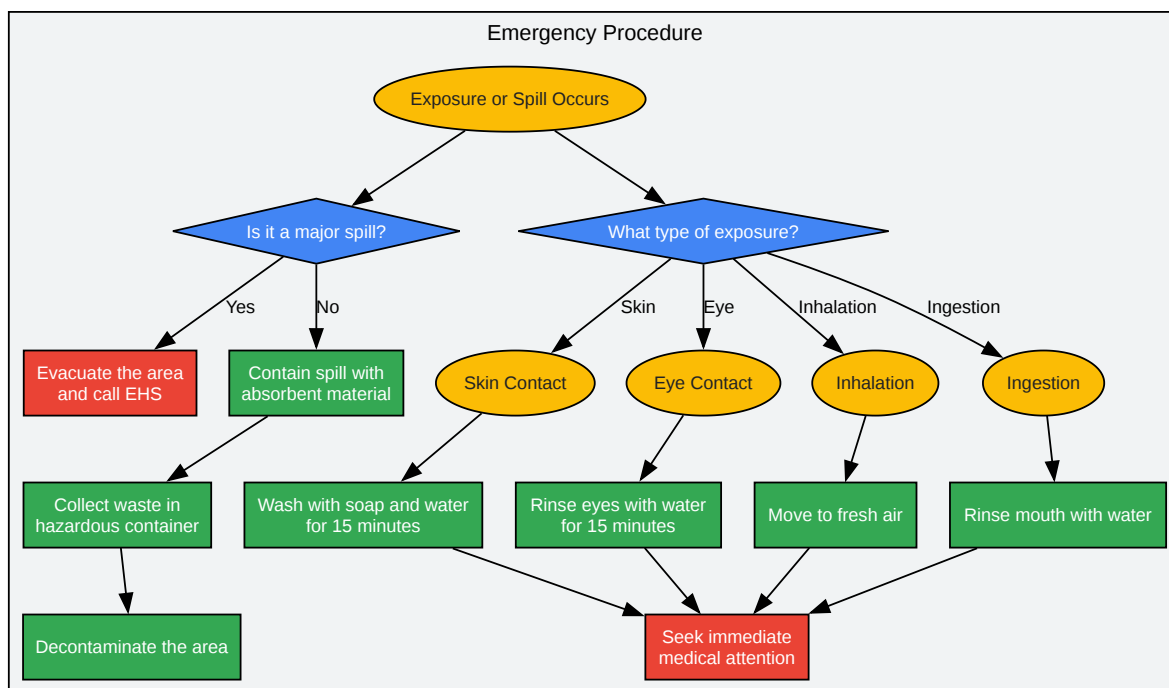 Emergency Procedure
Exposure or Spill Occurs
Is it a major spill?
What type of exposure?
Yes
No
Skin
Eye
Inhalation
Ingestion
Evacuate the area
and call EHS
Contain spill with
absorbent material
Skin Contact
Eye Contact
Inhalation
Ingestion
Collect waste in
hazardous container
Wash with soap and water
for 15 minutes
Rinse eyes with water
for 15 minutes
Move to fresh air
Rinse mouth with water
Decontaminate the area
Seek immediate
medical attention